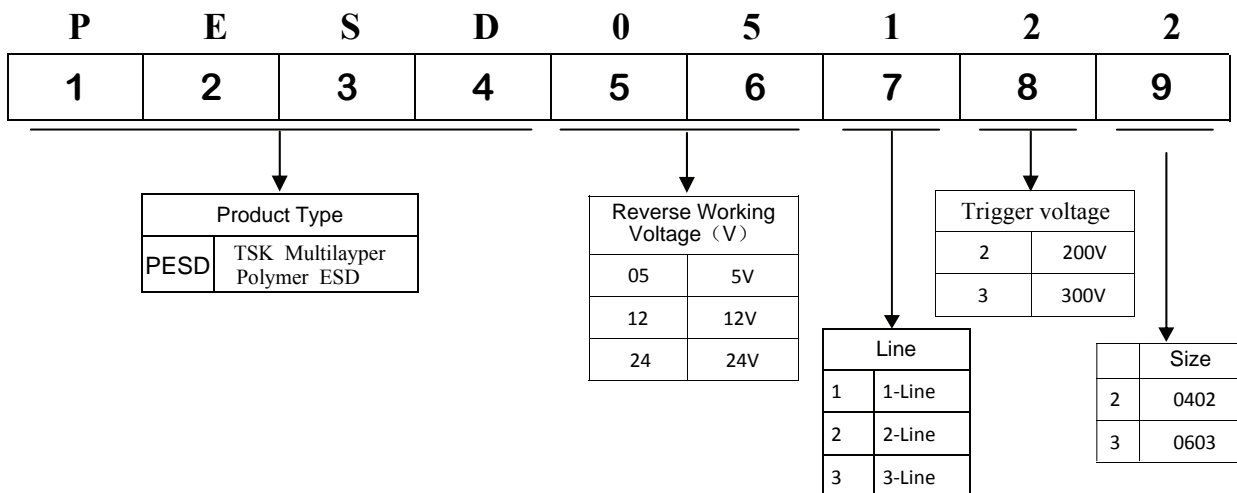 P E S D 0 5 1 2 2
1 2 3 4 5 6 7 8 9
Product Type
PESD TSK Multilayper
Polymer ESD
Reverse Working
Voltage（V）
05 5V
12 12V
24 24V
Line
1 1-Line
2 2-Line
3 3-Line
Trigger voltage
2 200V
3 300V
Size
2 0402
3 0603